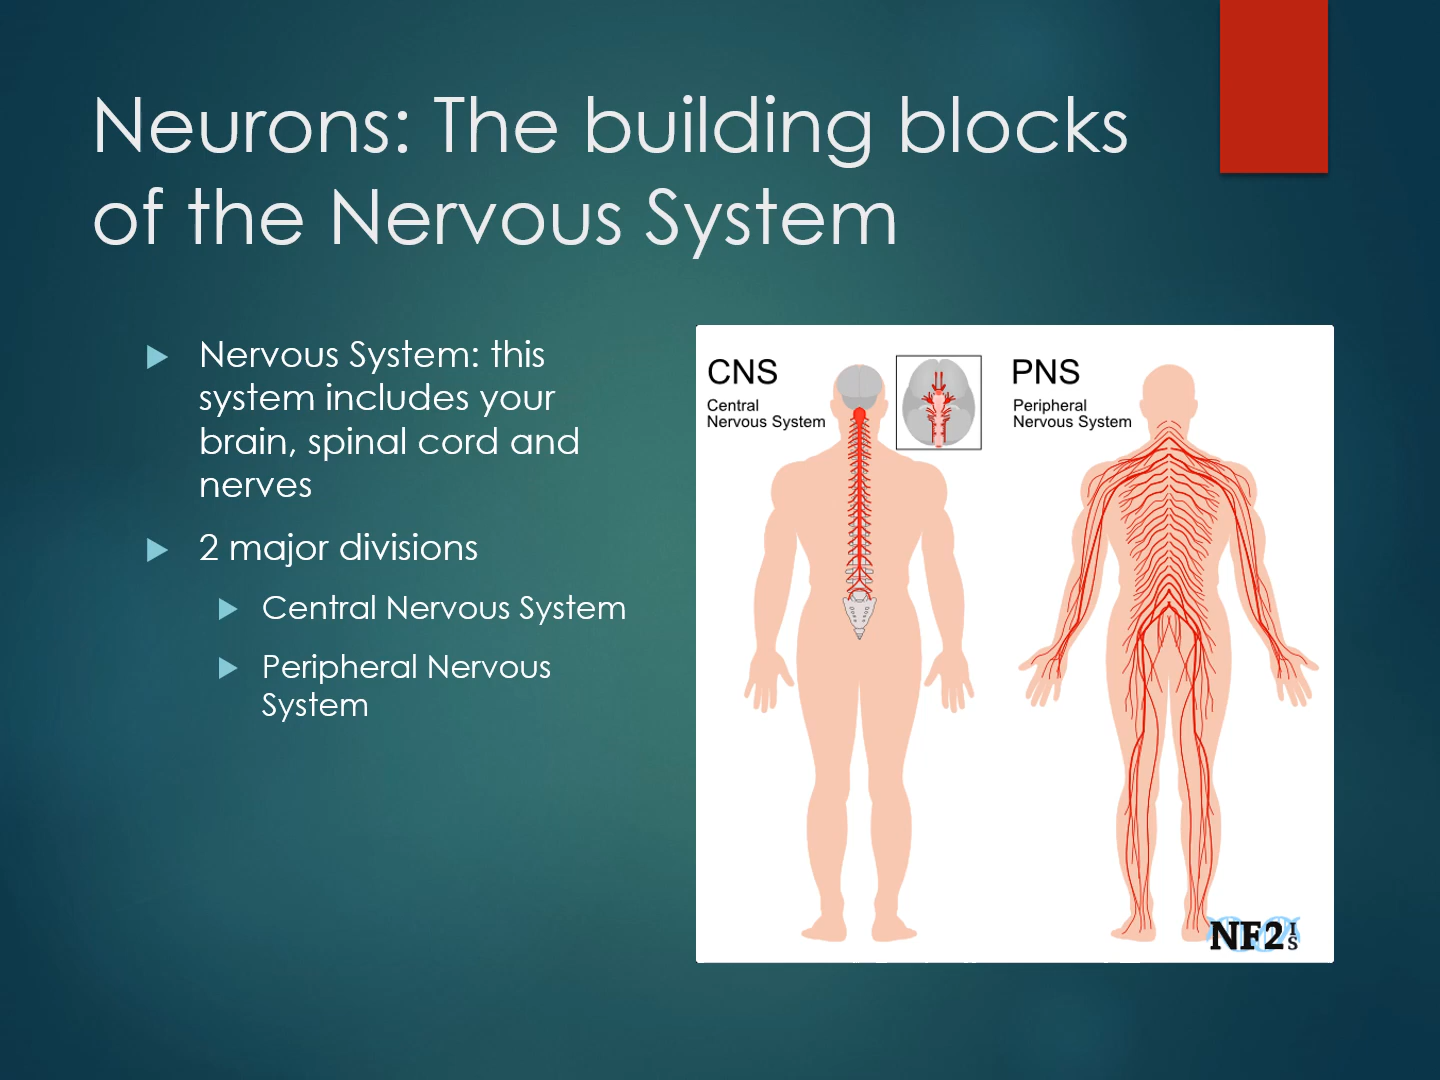 Neurons: The building blocks
of the Nervous System
Nervous System: this
system includes your
brain, spinal cord and
nerves
2 major divisions
Central Nervous System
Peripheral Nervous
System
CNS
Central
Nervous System
PNS
Peripheral
Nervous System
NF2IS